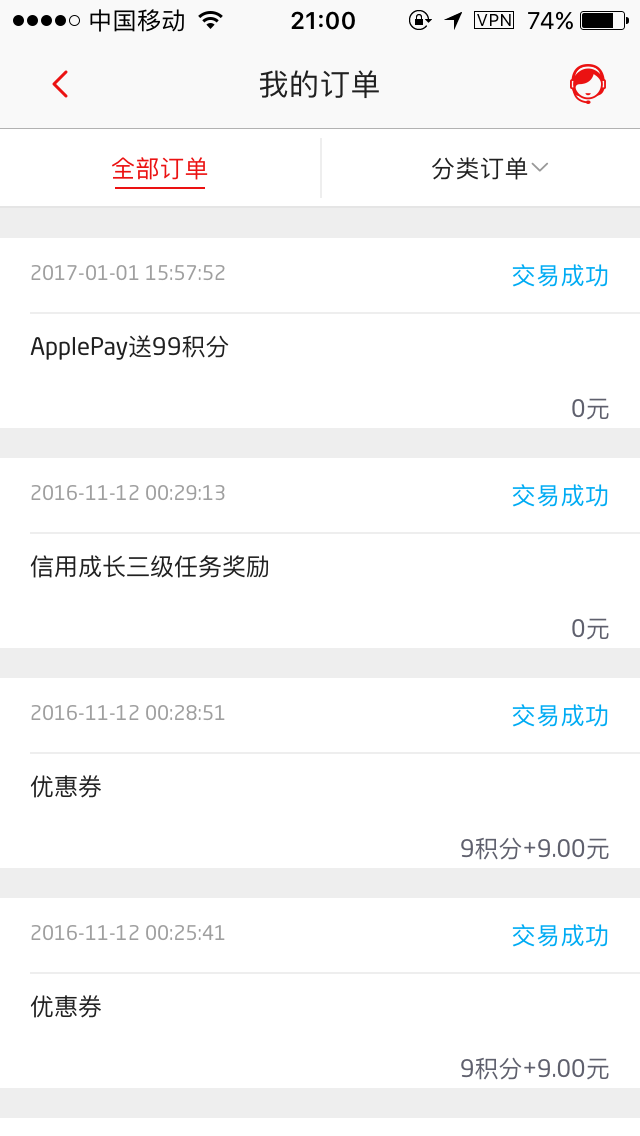 中国移动 21:00 VPN 74%
我的订单
全部订单 分类订单
2017-01-01 15:57:52 交易成功
ApplePay送99积分
0元
2016-11-12 00:29:13 交易成功
信用成长三级任务奖励
0元
2016-11-12 00:28:51 交易成功
优惠券
9积分+9.00元
2016-11-12 00:25:41 交易成功
优惠券
9积分+9.00元